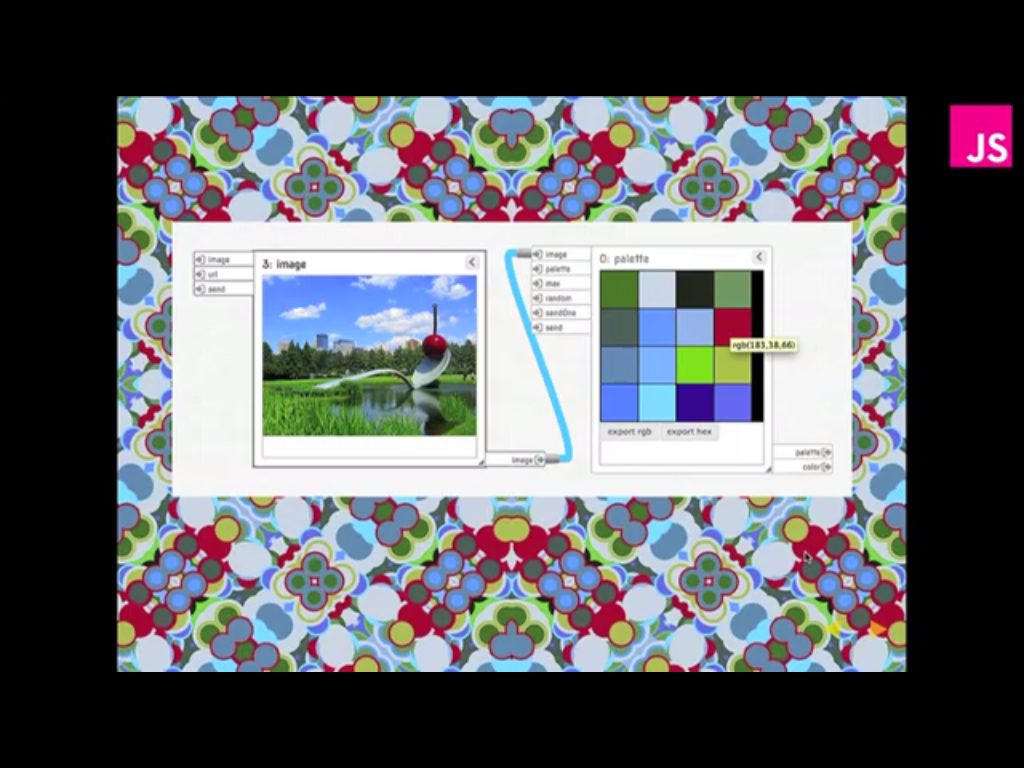 JS
3: image
image
url
send
image
image
palette
max
random
sendOne
send
0: palette
rgb(183,38,66)
export rgb
export hex
palette
color